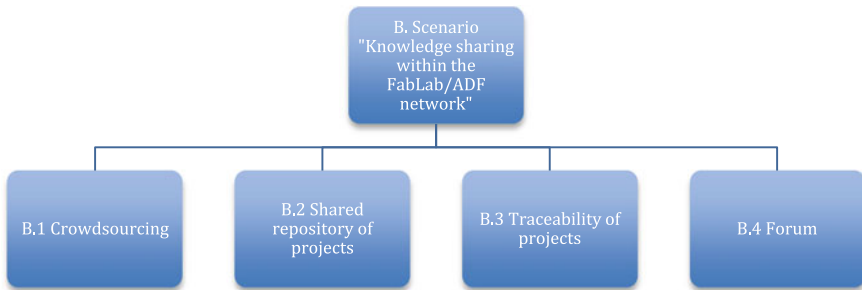 B. Scenario
"Knowledge sharing
within the
FabLab/ADF
network"
B.1 Crowdsourcing
B.2 Shared
repository of
projects
B.3 Traceability of
projects
B.4 Forum